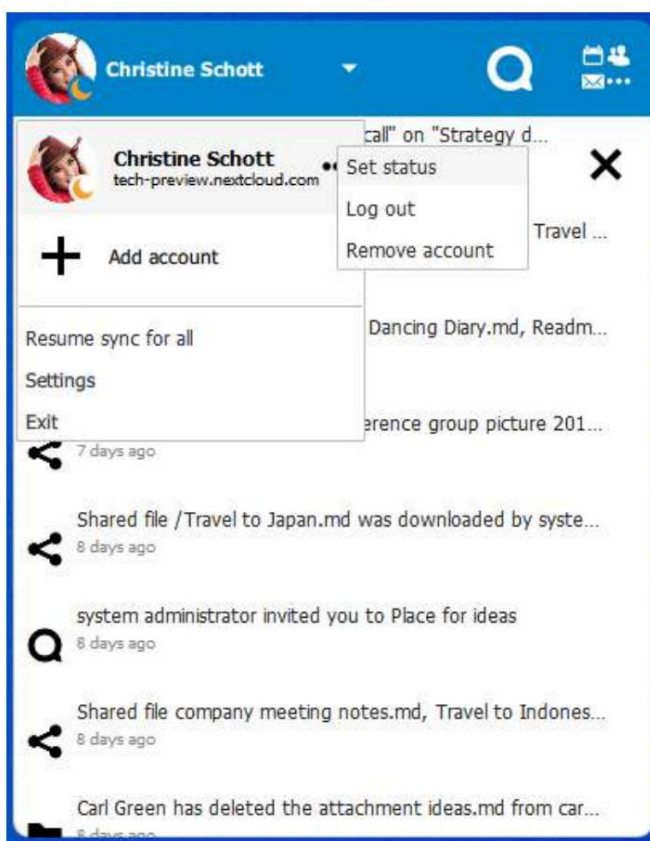 Christine Schott
call" on "Strategy d...
Christine Schott
tech-preview.nextcloud.com
Set status
Log out
Remove account
Travel ...
Add account
Dancing Diary.md, Readm...
Resume sync for all
Settings
Exit
erence group picture 201...
7 days ago
Shared file /Travel to Japan.md was downloaded by syste...
8 days ago
system administrator invited you to Place for ideas
8 days ago
Shared file company meeting notes.md, Travel to Indones...
8 days ago
Carl Green has deleted the attachment ideas.md from car...
8 days ago